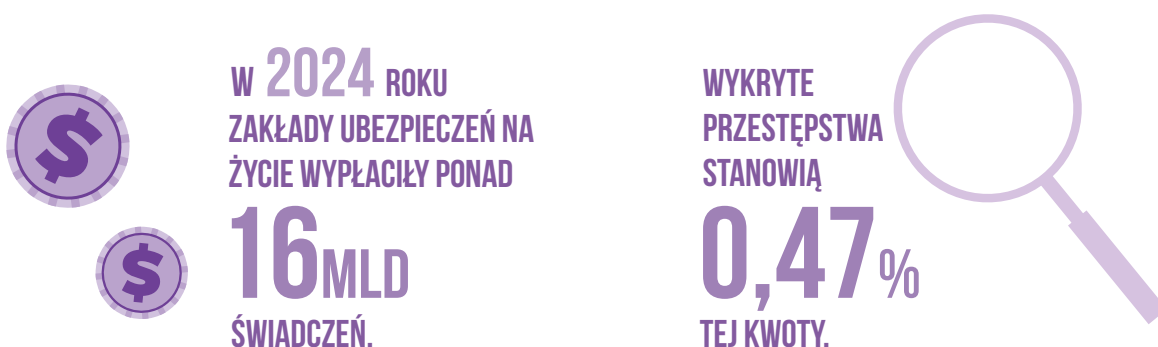 W 2024 ROKU
ZAKŁADY UBEZPIECZEŃ NA
ŻYCIE WYPŁACIŁY PONAD
16MLD
ŚWIADCZEŃ.
WYKRYTE
PRZESTĘPSTWA
STANOWIĄ
0,47%
TEJ KWOTY.